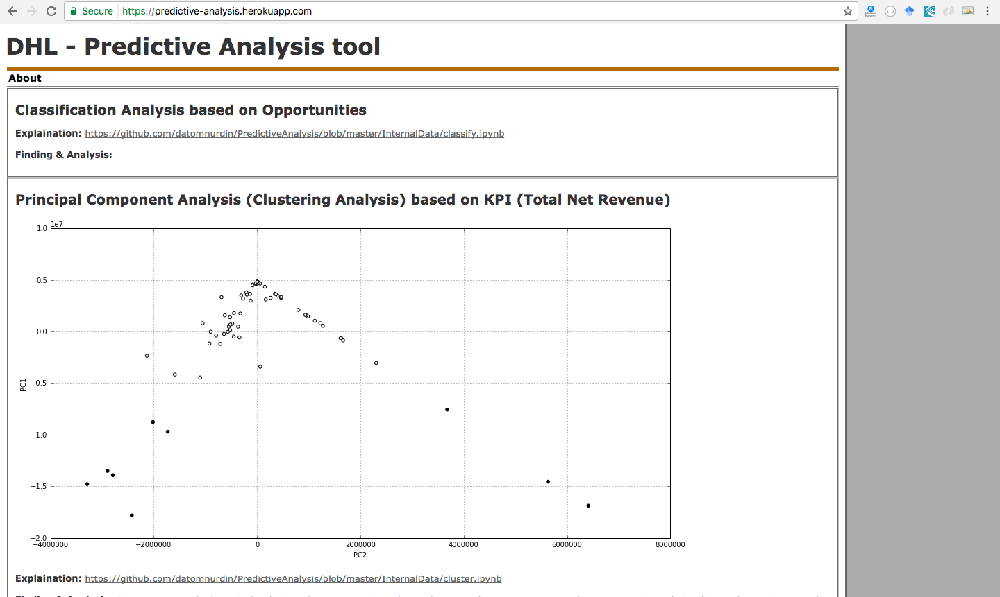 Secure https://predictive-analysis.herokuapp.com
DHL - Predictive Analysis tool
About
Classification Analysis based on Opportunities
Explaination: https://github.com/datomnurdin/PredictiveAnalysis/blob/master/InternalData/classify.ipynb
Finding & Analysis:
Principal Component Analysis (Clustering Analysis) based on KPI (Total Net Revenue)
1e7
1.0
0.5
0.0
−0.5
−1.0
−1.5
−2.0
PC1
−4000000 −2000000 0 2000000 4000000 6000000 8000000
PC2
Explaination: https://github.com/datomnurdin/PredictiveAnalysis/blob/master/InternalData/cluster.ipynb